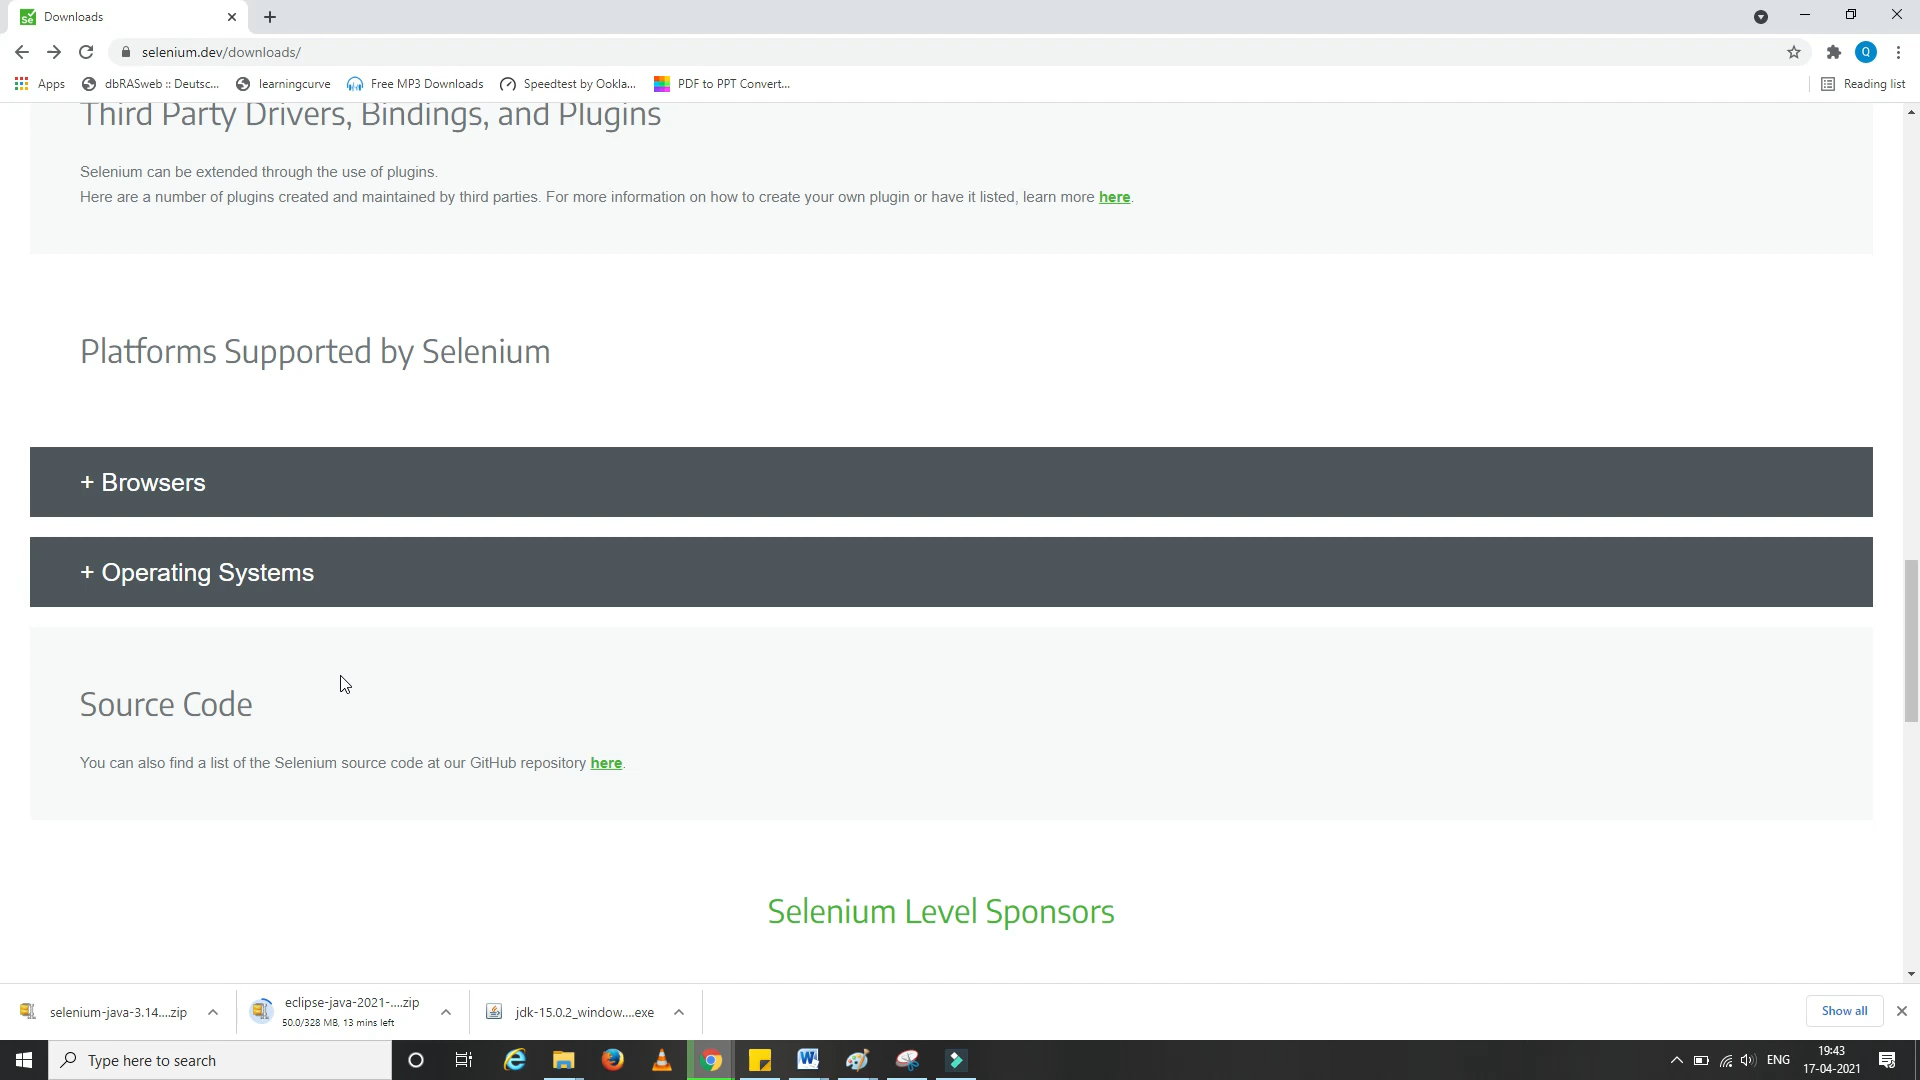 Downloads
selenium.dev/downloads/
Q
Apps
dbRASweb :: Deutsc...
learningcurve
Free MP3 Downloads
Speedtest by Ookla...
PDF to PPT Convert...
Reading list
Third Party Drivers, Bindings, and Plugins
Selenium can be extended through the use of plugins.
Here are a number of plugins created and maintained by third parties. For more information on how to create your own plugin or have it listed, learn more here.
Platforms Supported by Selenium
+ Browsers
+ Operating Systems
Source Code
You can also find a list of the Selenium source code at our GitHub repository here.
Selenium Level Sponsors
selenium-java-3.14....zip
eclipse-java-2021-....zip
50.0/328 MB, 13 mins left
jdk-15.0.2_window....exe
Show all
Type here to search
ENG
19:43
17-04-2021